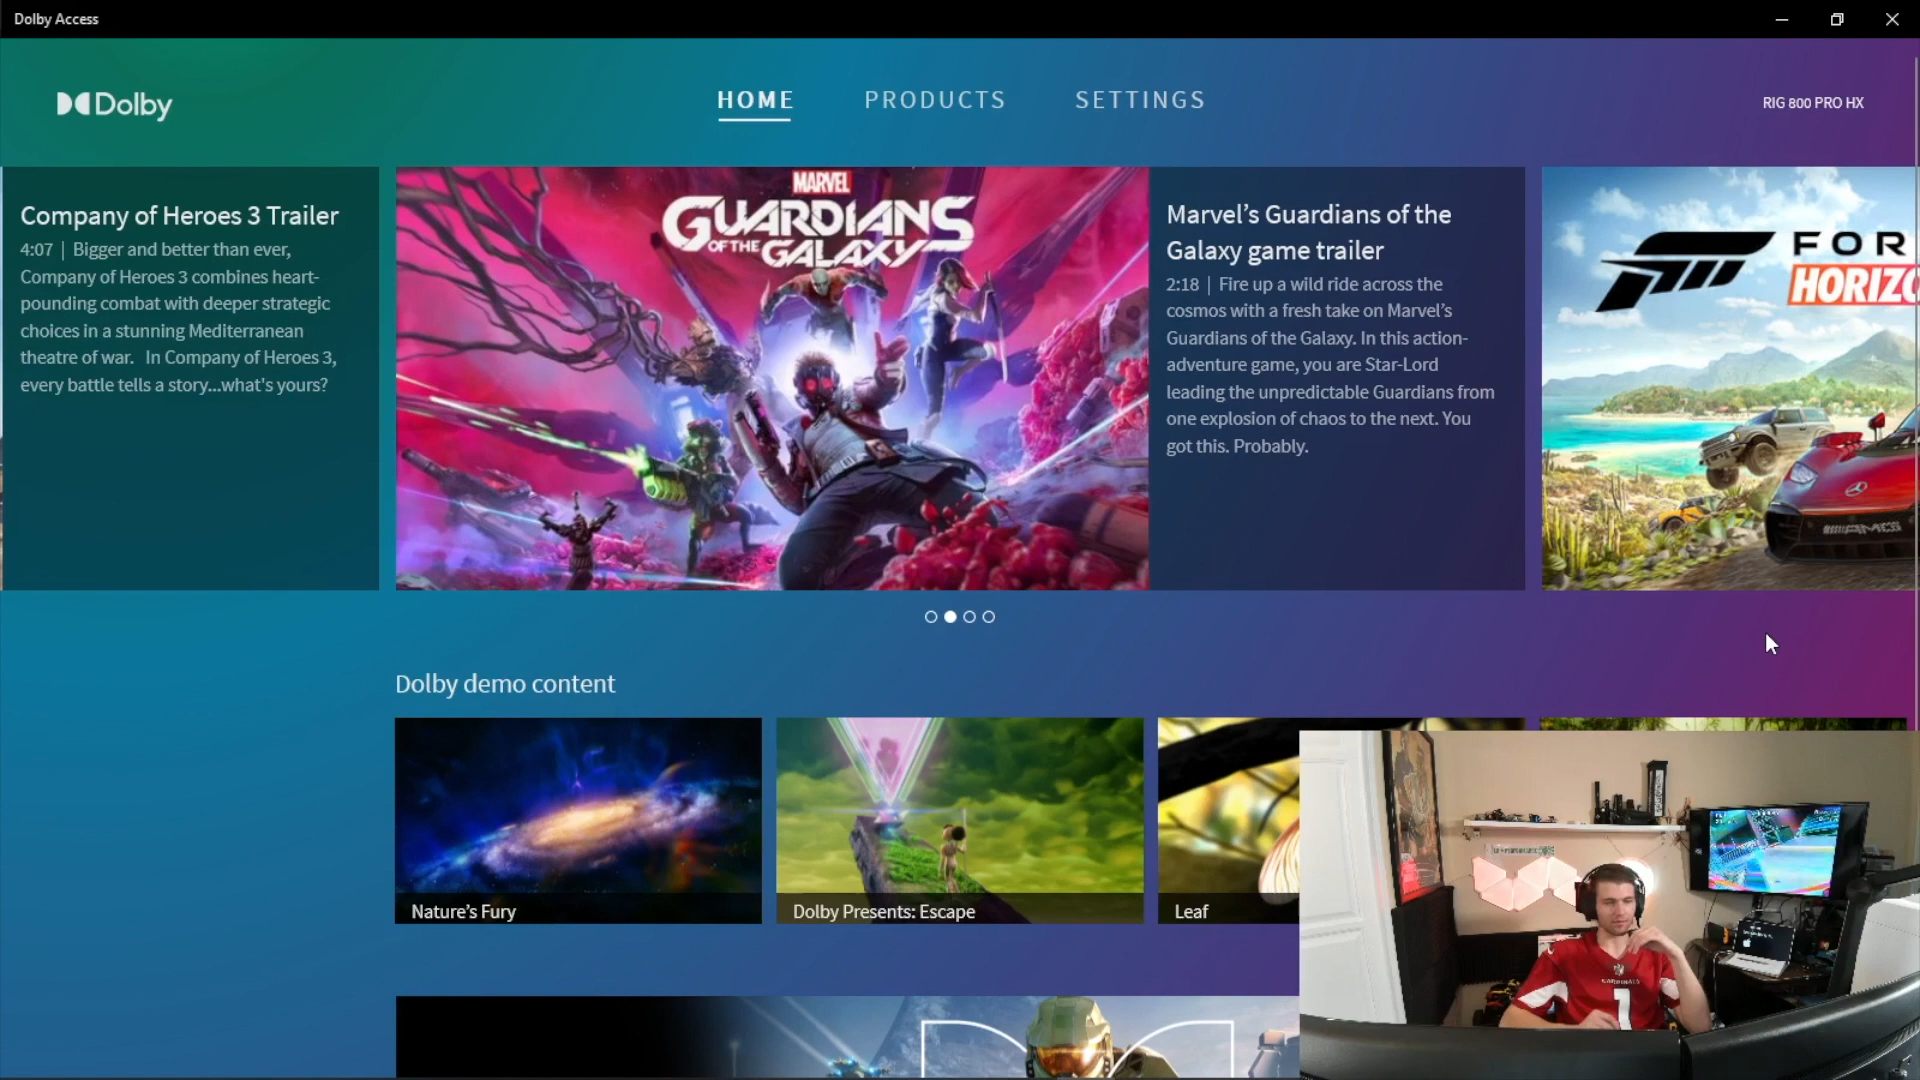 Dolby Access
Dolby
HOME
PRODUCTS
SETTINGS
RIG 800 PRO HX
Company of Heroes 3 Trailer
4:07 | Bigger and better than ever,
Company of Heroes 3 combines heart-
pounding combat with deeper strategic
choices in a stunning Mediterranean
theatre of war. In Company of Heroes 3,
every battle tells a story...what's yours?
MARVEL
GUARDIANS
OF THE
GALAXY
Marvel’s Guardians of the
Galaxy game trailer
2:18 | Fire up a wild ride across the
cosmos with a fresh take on Marvel’s
Guardians of the Galaxy. In this action-
adventure game, you are Star-Lord
leading the unpredictable Guardians from
one explosion of chaos to the next. You
got this. Probably.
FOR
HORIZO
Dolby demo content
Nature’s Fury
Dolby Presents: Escape
Leaf
CARDINALS
1